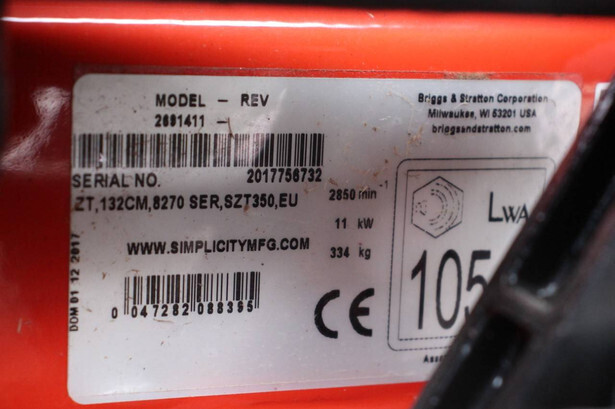 MODEL - REV
2691411 -
SERIAL NO. 2017756732
ZT,132CM,8270 SER,SZT350,EU
WWW.SIMPLICITYMFG.COM
0 047282 088395
DOM 01 12 2017
2850 min-1
11 kW
334 kg
CE
Briggs & Stratton Corporation
Milwaukee, WI 53201 USA
briggsandstratton.com
LWA
105